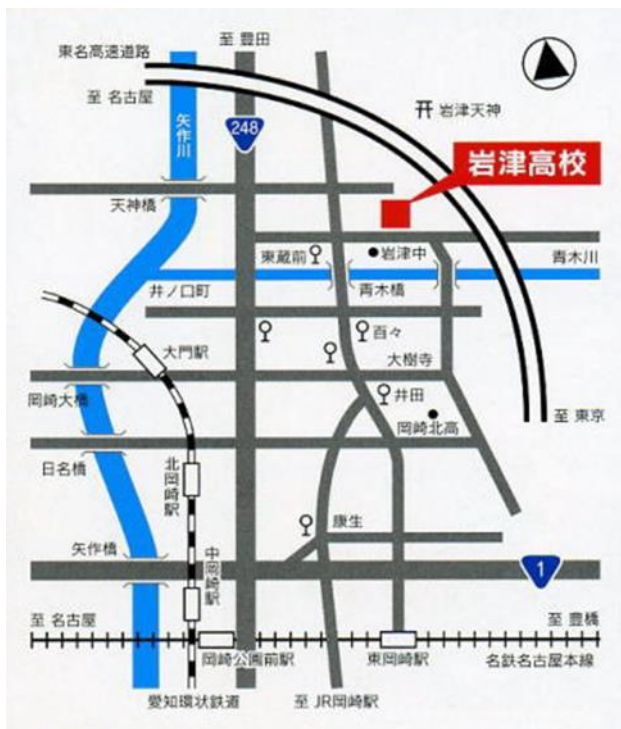 至 豊田
東名高速道路
至 名古屋
矢作川
248
岩津天神
岩津高校
天神橋
東蔵前
岩津中
青木川
井ノ口町
青木橋
百々
大門駅
大樹寺
岡崎大橋
井田
岡崎北高
至 東京
日名橋
北岡崎駅
康生
矢作橋
中岡崎駅
1
至 名古屋
至 豊橋
岡崎公園前駅
東岡崎駅
名鉄名古屋本線
愛知環状鉄道
至 JR岡崎駅